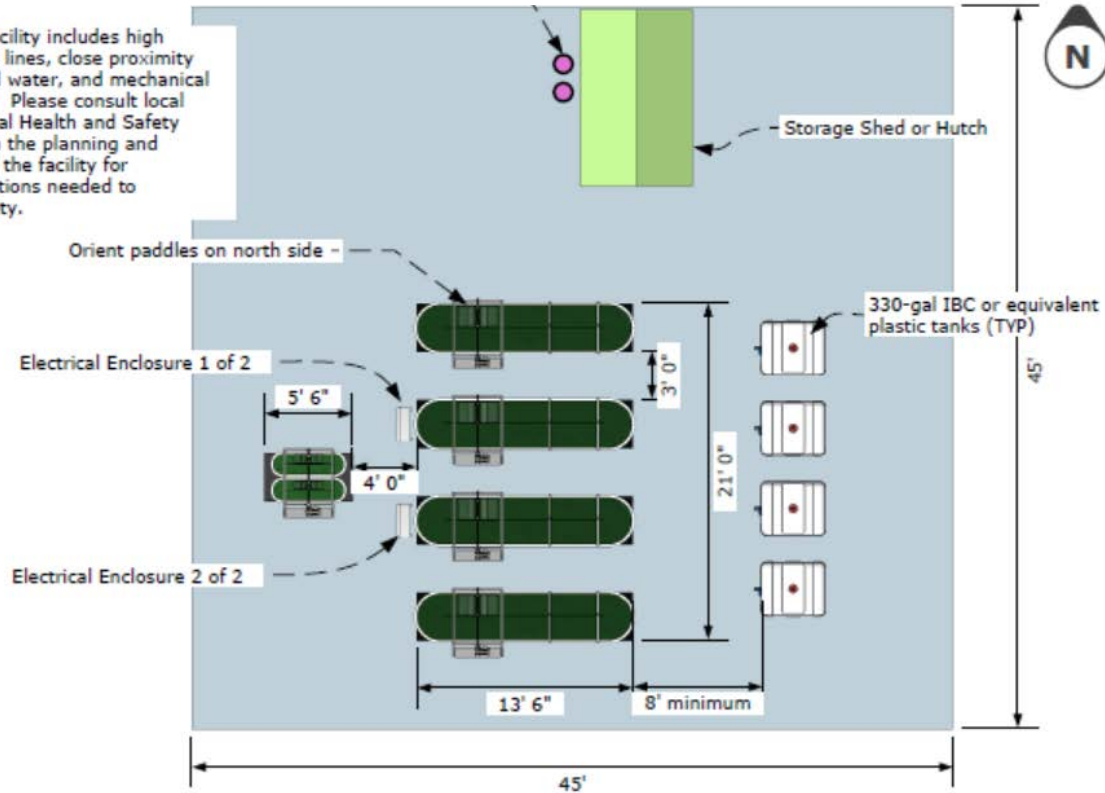 cility includes high
lines, close proximity
water, and mechanical
Please consult local
al Health and Safety
the planning and
the facility for
tions needed to
ty.
N
Storage Shed or Hutch
Orient paddles on north side
330-gal IBC or equivalent
plastic tanks (TYP)
Electrical Enclosure 1 of 2
3' 0"
45'
5' 6"
4' 0"
21' 0"
Electrical Enclosure 2 of 2
13' 6"
8' minimum
45'